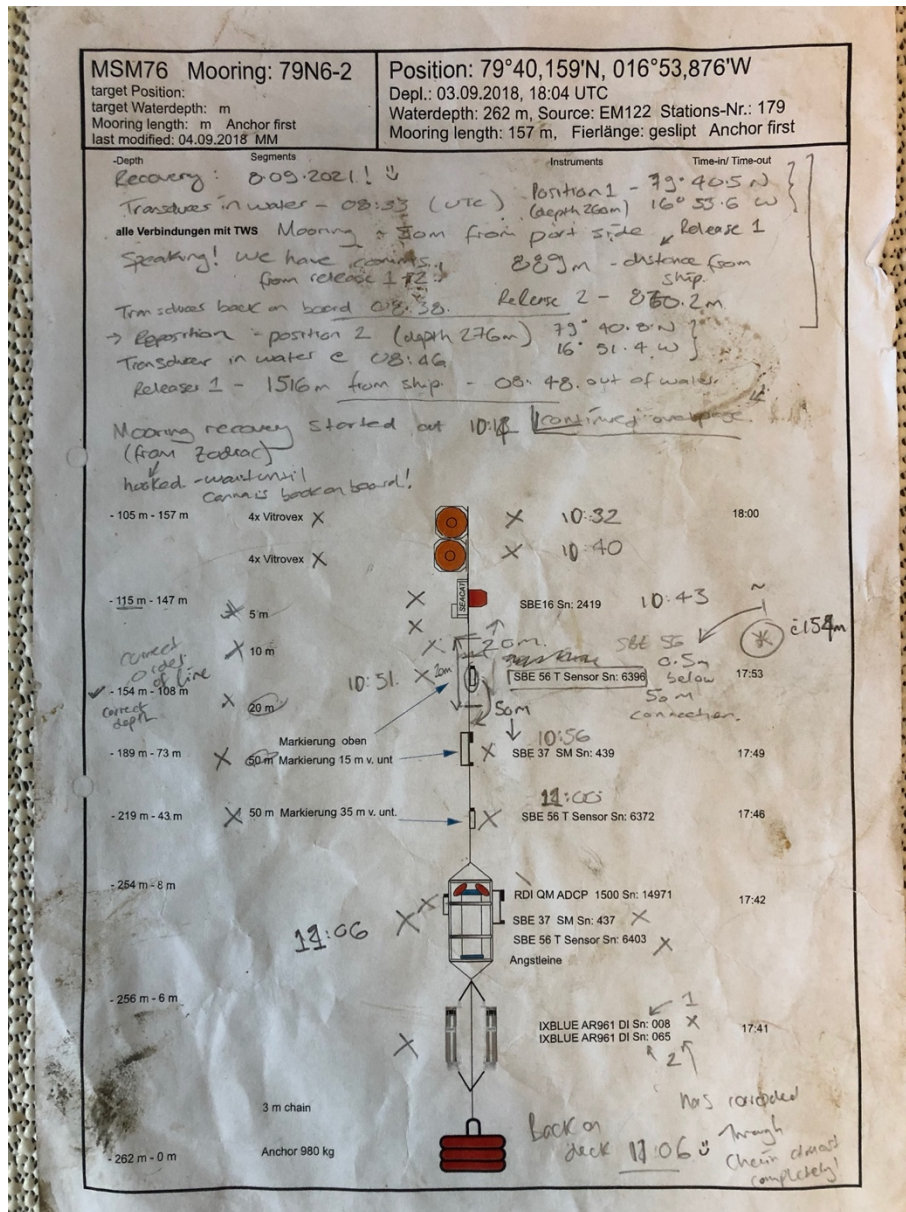 MSM76 Mooring: 79N6-2
target Position:
target Waterdepth: m
Mooring length: m Anchor first
last modified: 04.09.2018 MM
Position: 79°40,159'N, 016°53,876'W
Depl.: 03.09.2018, 18:04 UTC
Waterdepth: 262 m, Source: EM122 Stations-Nr.: 179
Mooring length: 157 m, Fierlänge: geslipt Anchor first
-Depth Segments Instruments Time-in/ Time-out
Recovery: 8.09.2021! Position 1 - 79° 40.5 N
Transducer in water - 08:33 (UTC) (depth 260m) 16° 53.6 W
alle Verbindungen mit TWS Mooring from port side Release 1
Speaking! We have comms 889m - distance from
from release 1+2 ship.
Transducer back on board 08:38. Release 2 - 860.2m
→ Reposition - position 2 (depth 276m) 79° 40.8 N
Transducer in water @ 08:46 16° 51.4 W
Releaser 1 - 1516m from ship - 08:48 out of water.
Mooring recovery started at continued overpage
(from Zodiac)
hooked - wait until
back on board!
- 105 m - 157 m 4x Vitrovex X X 10:32 18:00
4x Vitrovex X X 10:40
- 115 m - 147 m X SEACAT SBE16 Sn: 2419 10:43
5 m X
X 10 m X 20m. SBE 56
correct order of line 0.5m
- 154 m - 108 m 10:51. X 20m SBE 56 T Sensor Sn: 6396 below 17:53
correct depth 20 m 50m 50m
connection.
Markierung oben 10:56
- 189 m - 73 m X 50 m Markierung 15 m v. unt X SBE 37 SM Sn: 439 17:49
11:00
- 219 m - 43 m X 50 m Markierung 35 m v. unt. X SBE 56 T Sensor Sn: 6372 17:46
- 254 m - 8 m RDI QM ADCP 1500 Sn: 14971 17:42
11:06 X X SBE 37 SM Sn: 437 X
SBE 56 T Sensor Sn: 6403 X
Angstleine
- 256 m - 6 m 1
IXBLUE AR961 DI Sn: 008 X 17:41
X IXBLUE AR961 DI Sn: 065
2
3 m chain has corroded
Back on through
- 262 m - 0 m Anchor 980 kg deck 11:06 chain almost
completely!